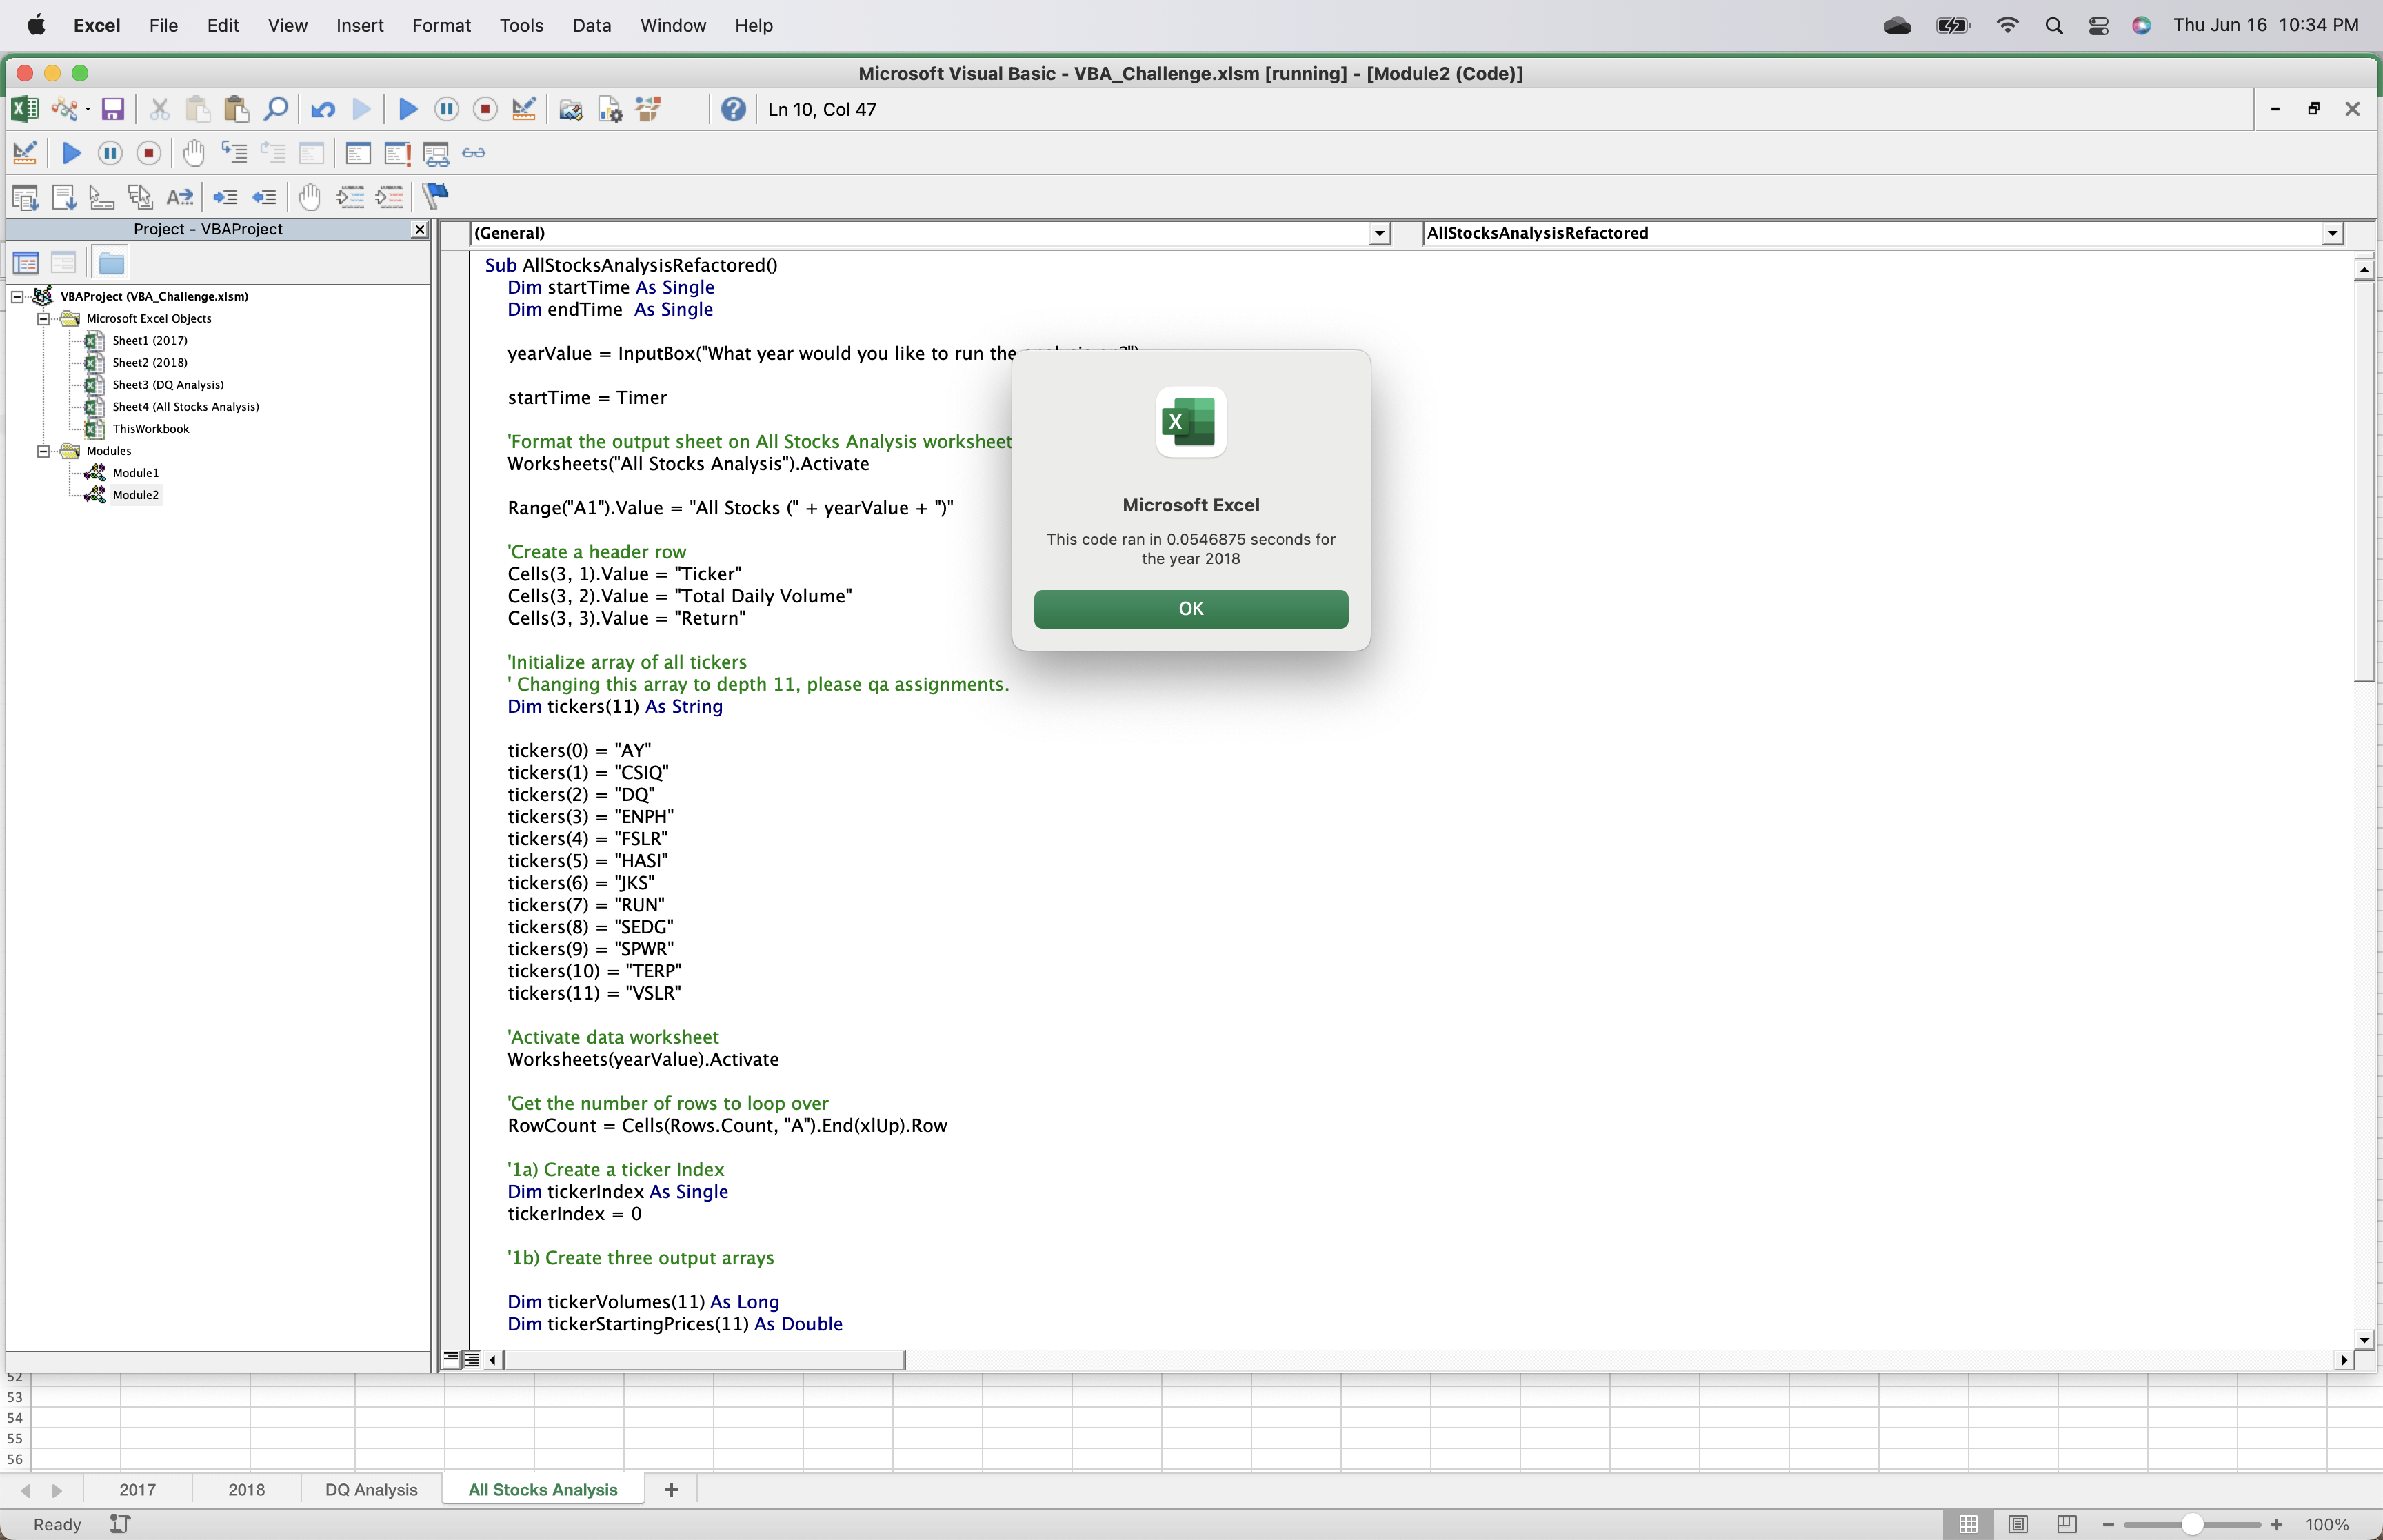 Excel File Edit View Insert Format Tools Data Window Help Thu Jun 16 10:34 PM
Microsoft Visual Basic - VBA_Challenge.xlsm [running] - [Module2 (Code)]
Ln 10, Col 47
Project - VBAProject
(General) AllStocksAnalysisRefactored
VBAProject (VBA_Challenge.xlsm)
Microsoft Excel Objects
Sheet1 (2017)
Sheet2 (2018)
Sheet3 (DQ Analysis)
Sheet4 (All Stocks Analysis)
ThisWorkbook
Modules
Module1
Module2
Sub AllStocksAnalysisRefactored()
Dim startTime As Single
Dim endTime  As Single
yearValue = InputBox("What year would you like to run the
startTime = Timer
'Format the output sheet on All Stocks Analysis worksheet
Worksheets("All Stocks Analysis").Activate
Range("A1").Value = "All Stocks (" + yearValue + ")"
'Create a header row
Cells(3, 1).Value = "Ticker"
Cells(3, 2).Value = "Total Daily Volume"
Cells(3, 3).Value = "Return"
'Initialize array of all tickers
' Changing this array to depth 11, please qa assignments.
Dim tickers(11) As String
tickers(0) = "AY"
tickers(1) = "CSIQ"
tickers(2) = "DQ"
tickers(3) = "ENPH"
tickers(4) = "FSLR"
tickers(5) = "HASI"
tickers(6) = "JKS"
tickers(7) = "RUN"
tickers(8) = "SEDG"
tickers(9) = "SPWR"
tickers(10) = "TERP"
tickers(11) = "VSLR"
'Activate data worksheet
Worksheets(yearValue).Activate
'Get the number of rows to loop over
RowCount = Cells(Rows.Count, "A").End(xlUp).Row
'1a) Create a ticker Index
Dim tickerIndex As Single
tickerIndex = 0
'1b) Create three output arrays
Dim tickerVolumes(11) As Long
Dim tickerStartingPrices(11) As Double
Microsoft Excel
This code ran in 0.0546875 seconds for
the year 2018
OK
52
53
54
55
56
2017 2018 DQ Analysis All Stocks Analysis +
Ready 100%